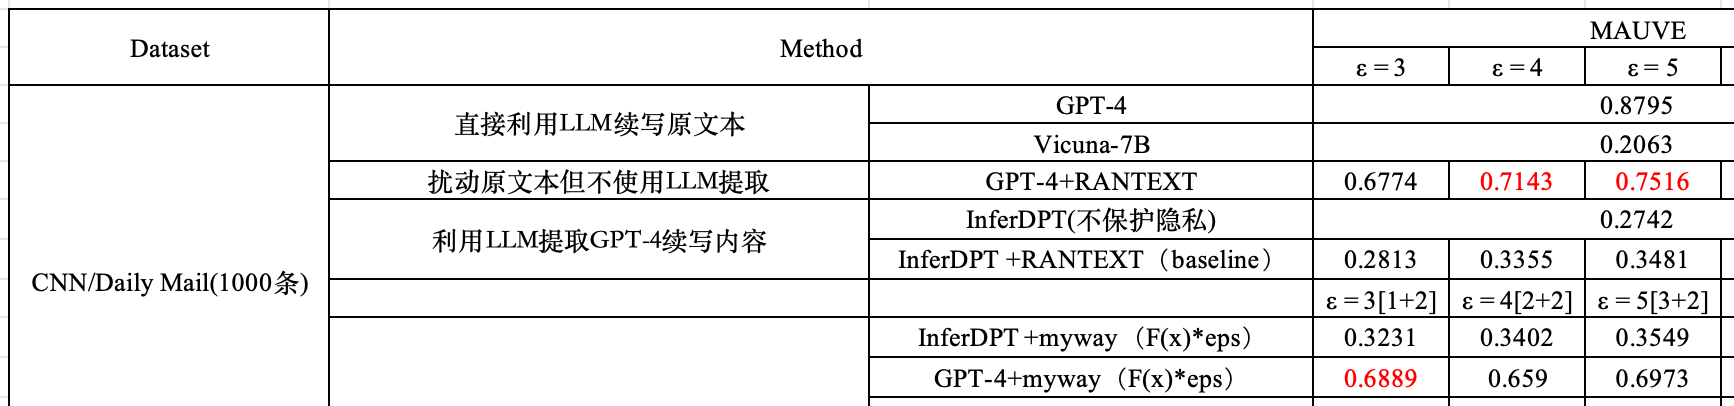 Dataset
Method
MAUVE
ε = 3
ε = 4
ε = 5
CNN/Daily Mail(1000条)
直接利用LLM续写原文本
GPT-4
0.8795
Vicuna-7B
0.2063
扰动原文本但不使用LLM提取
GPT-4+RANTEXT
0.6774
0.7143
0.7516
利用LLM提取GPT-4续写内容
InferDPT(不保护隐私)
0.2742
InferDPT +RANTEXT（baseline）
0.2813
0.3355
0.3481
ε = 3[1+2]
ε = 4[2+2]
ε = 5[3+2]
InferDPT +myway（F(x)*eps）
0.3231
0.3402
0.3549
GPT-4+myway（F(x)*eps）
0.6889
0.659
0.6973